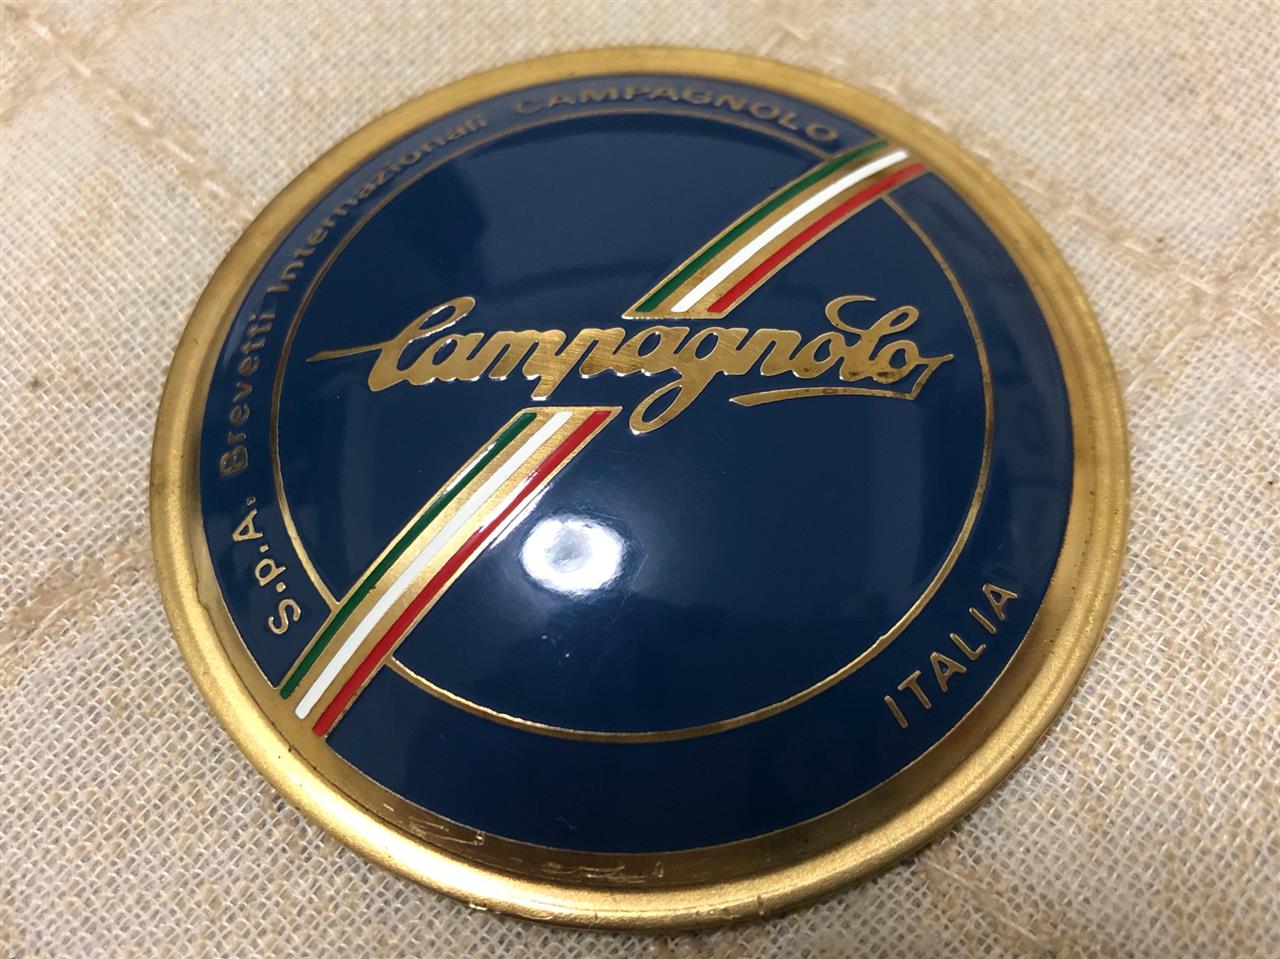 S.p.A. Brevetti Internazionali CAMPAGNOLO
Campagnolo
ITALIA